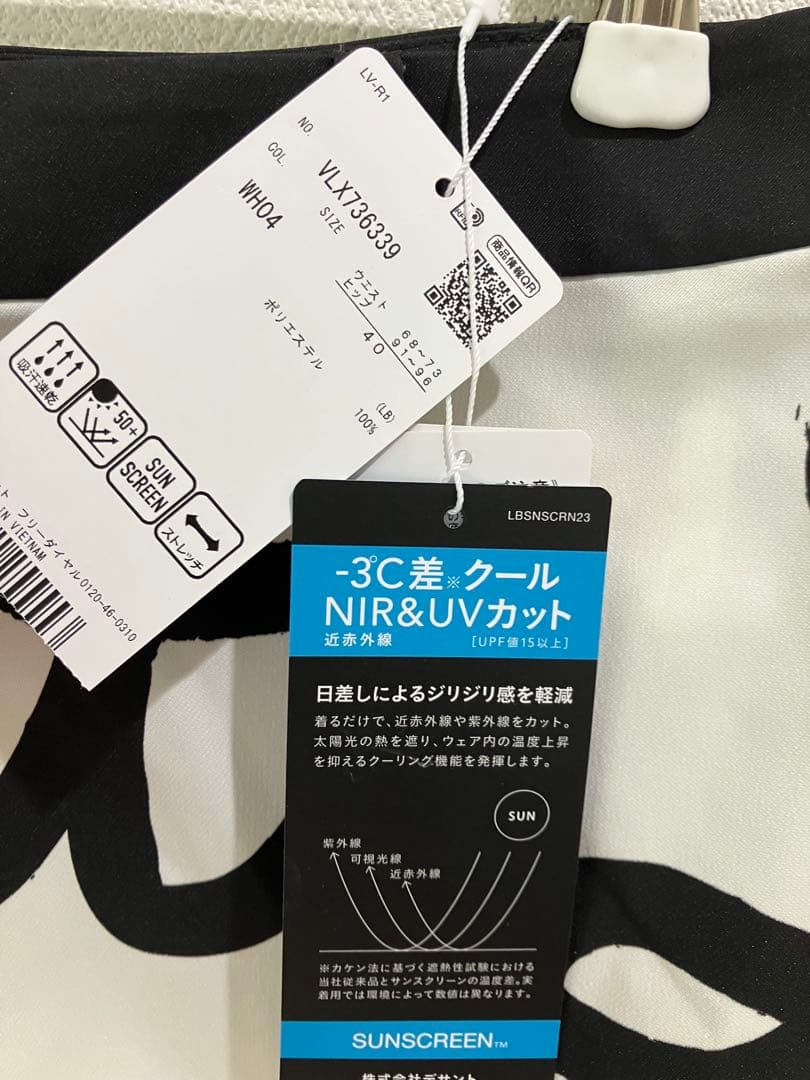 LV-R1
NO.
VLX736339
COL.
SIZE
WH04
ウエスト 68~73
ヒップ 91~96
40
ポリエステル
(LB)
100%
商品情報QR
吸汗速乾
50+
SUN
SCREEN
ストレッチ
フリーダイヤル0120-46-0310
IN VIETNAM
LBSNSCRN23
-3℃差※クール
NIR&UVカット
近赤外線 [UPF値15以上]
日差しによるジリジリ感を軽減
着るだけで、近赤外線や紫外線をカット。
太陽光の熱を遮り、ウェア内の温度上昇
を抑えるクーリング機能を発揮します。
SUN
紫外線
可視光線
近赤外線
※カケン法に基づく遮熱性試験における
当社従来品とサンスクリーンの温度差。実
着用では環境によって数値は異なります。
SUNSCREEN™
株式会社デサント